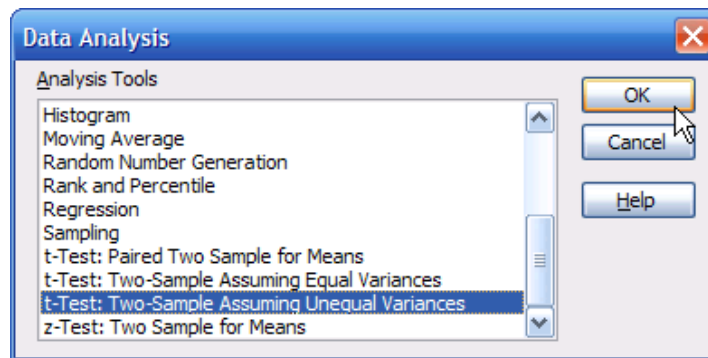 Data Analysis
Analysis Tools
Histogram
Moving Average
Random Number Generation
Rank and Percentile
Regression
Sampling
t-Test: Paired Two Sample for Means
t-Test: Two-Sample Assuming Equal Variances
t-Test: Two-Sample Assuming Unequal Variances
z-Test: Two Sample for Means
OK
Cancel
Help